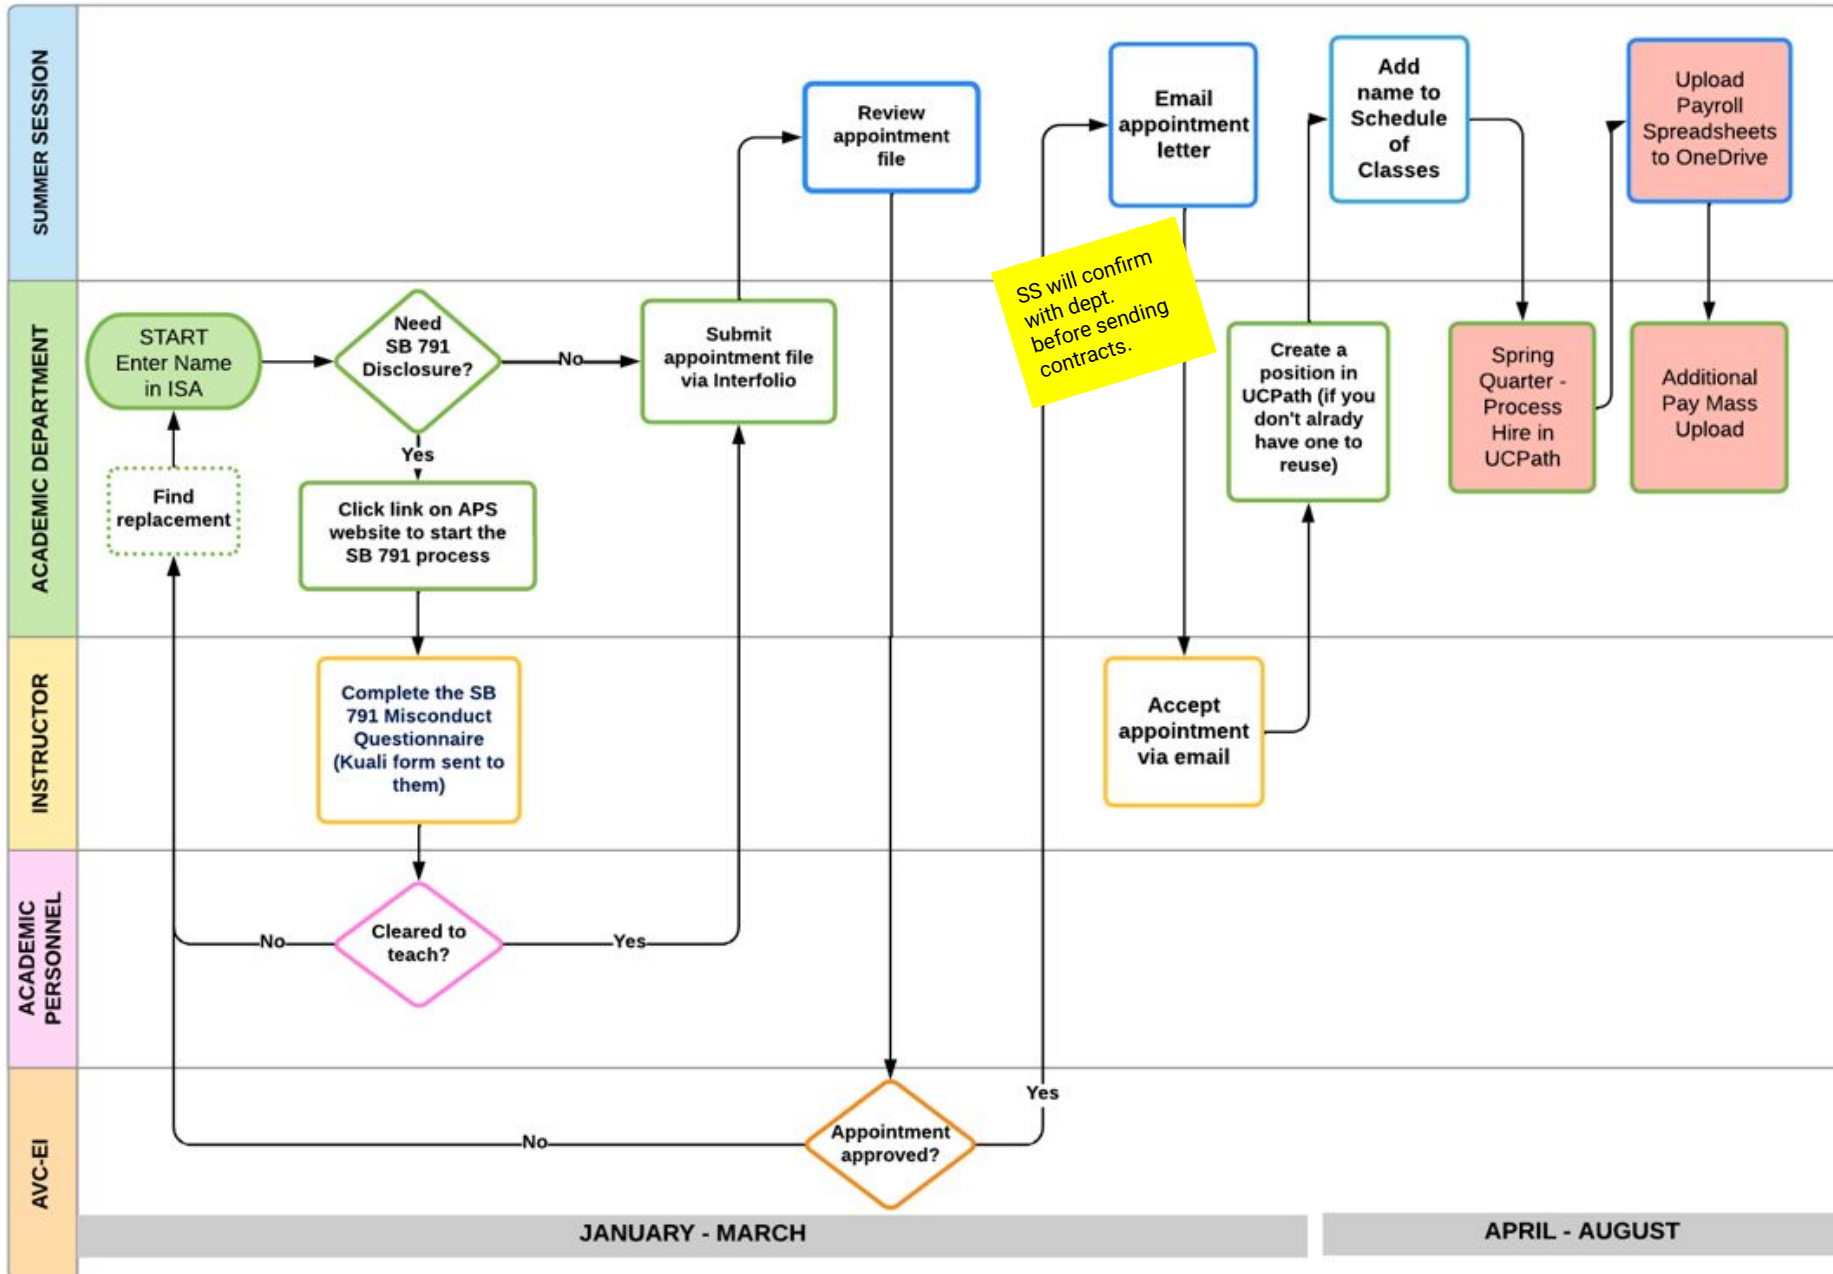 SUMMER SESSION
Review
appointment
file
Email
appointment
letter
Add
name to
Schedule
of
Classes
Upload
Payroll
Spreadsheets
to OneDrive
SS will confirm
with dept.
before sending
contracts.
ACADEMIC DEPARTMENT
START
Enter Name
in ISA
Need
SB 791
Disclosure?
No
Yes
Submit
appointment file
via Interfolio
Find
replacement
Click link on APS
website to start the
SB 791 process
Create a
position in
UCPath (if you
don't alrady
have one to
reuse)
Spring
Quarter -
Process
Hire in
UCPath
Additional
Pay Mass
Upload
INSTRUCTOR
Complete the SB
791 Misconduct
Questionnaire
(Kuali form sent to
them)
Accept
appointment
via email
ACADEMIC
PERSONNEL
No
Cleared to
teach?
Yes
AVC-EI
No
Appointment
approved?
Yes
JANUARY - MARCH
APRIL - AUGUST